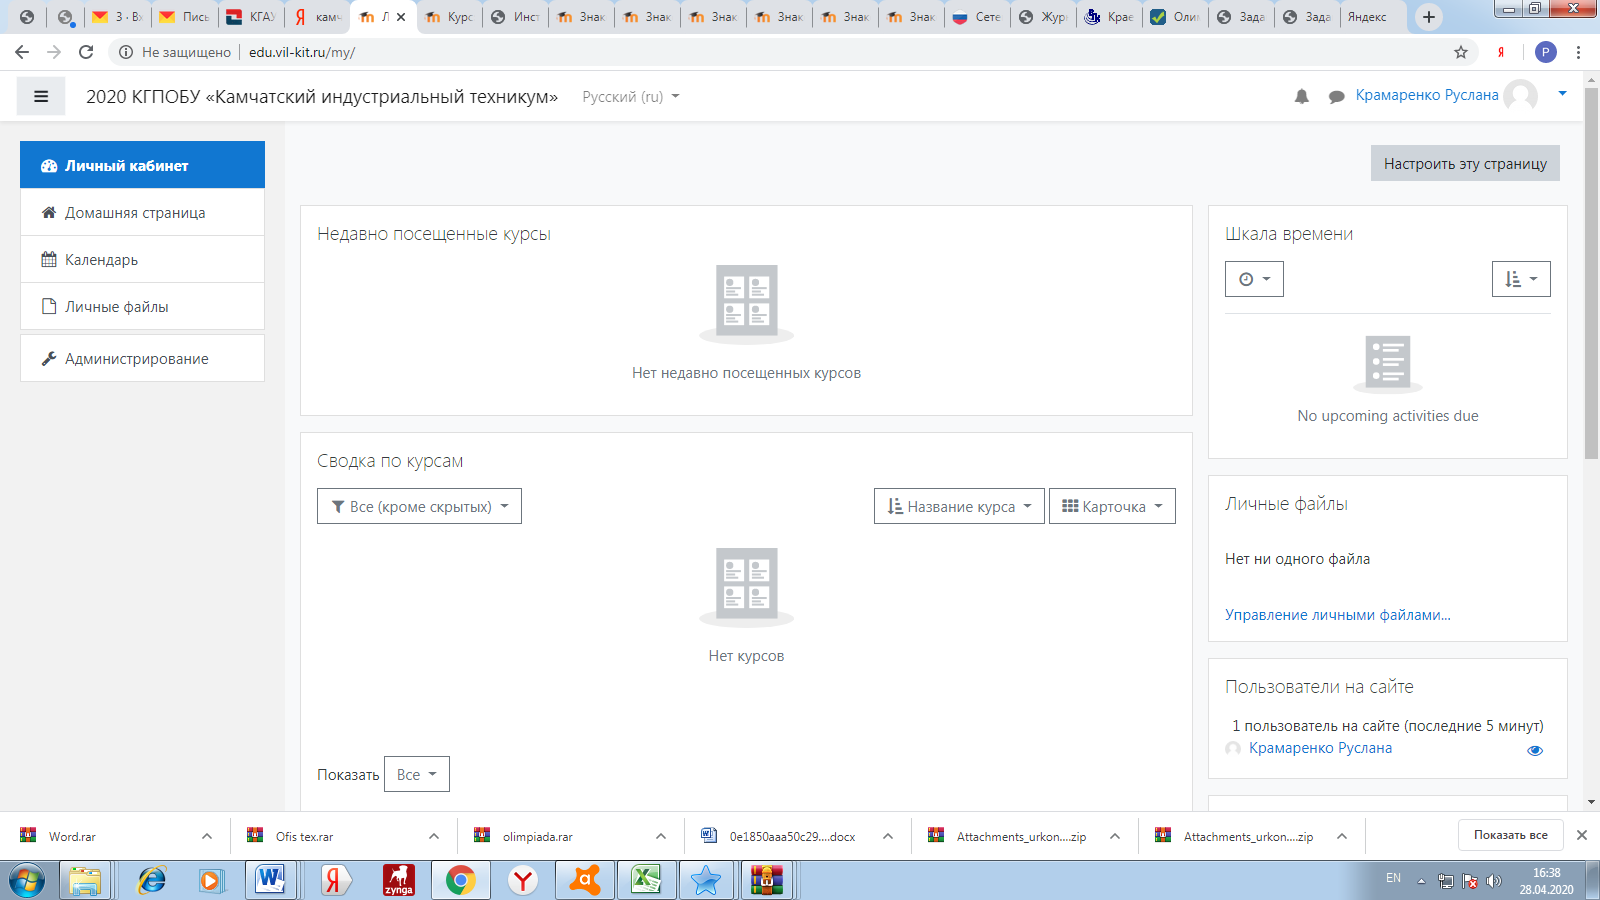 3 · Вх
Пись
КГАУ
камч
Л
Курс
Инст
Знак
Знак
Знак
Знак
Знак
Знак
Сете
Жур
Крае
Оли
Зада
Зада
Яндекс
Не защищено
edu.vil-kit.ru/my/
P
2020 КГПОБУ «Камчатский индустриальный техникум»
Русский (ru)
Крамаренко Руслана
Личный кабинет
Домашняя страница
Календарь
Личные файлы
Администрирование
Настроить эту страницу
Недавно посещенные курсы
Нет недавно посещенных курсов
Сводка по курсам
Все (кроме скрытых)
Название курса
Карточка
Нет курсов
Показать
Все
Шкала времени
No upcoming activities due
Личные файлы
Нет ни одного файла
Управление личными файлами...
Пользователи на сайте
1 пользователь на сайте (последние 5 минут)
Крамаренко Руслана
Word.rar
Ofis tex.rar
olimpiada.rar
0e1850aaa50c29....docx
Attachments_urkon....zip
Attachments_urkon....zip
Показать все
zynga
EN
16:38
28.04.2020